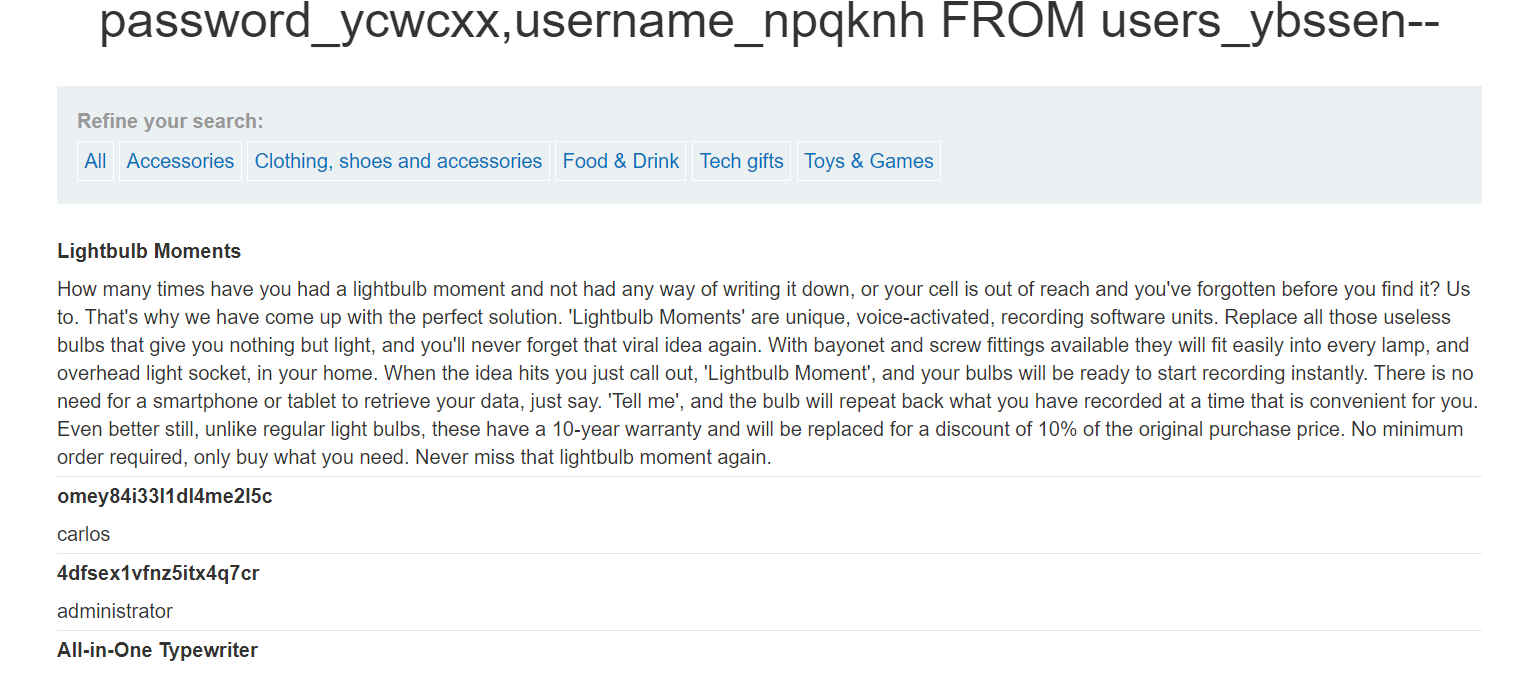 password_ycwcxx,username_npqknh FROM users_ybssen--
Refine your search:
All Accessories Clothing, shoes and accessories Food & Drink Tech gifts Toys & Games
Lightbulb Moments
How many times have you had a lightbulb moment and not had any way of writing it down, or your cell is out of reach and you've forgotten before you find it? Us
to. That's why we have come up with the perfect solution. 'Lightbulb Moments' are unique, voice-activated, recording software units. Replace all those useless
bulbs that give you nothing but light, and you'll never forget that viral idea again. With bayonet and screw fittings available they will fit easily into every lamp, and
overhead light socket, in your home. When the idea hits you just call out, 'Lightbulb Moment', and your bulbs will be ready to start recording instantly. There is no
need for a smartphone or tablet to retrieve your data, just say. 'Tell me', and the bulb will repeat back what you have recorded at a time that is convenient for you.
Even better still, unlike regular light bulbs, these have a 10-year warranty and will be replaced for a discount of 10% of the original purchase price. No minimum
order required, only buy what you need. Never miss that lightbulb moment again.
omey84i33l1dl4me2l5c
carlos
4dfsex1vfnz5itx4q7cr
administrator
All-in-One Typewriter